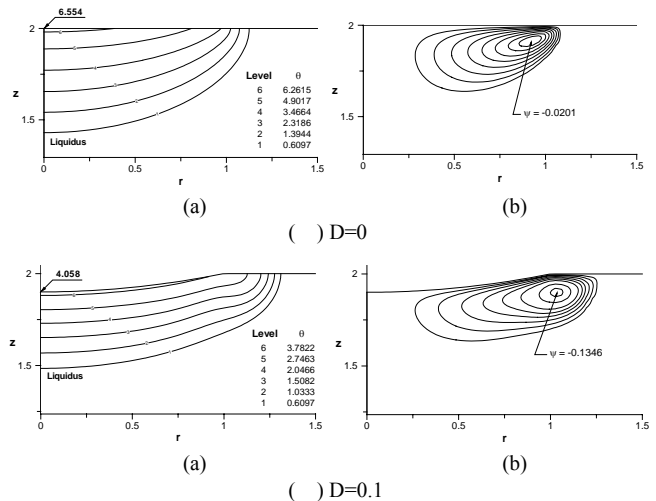 6.554
2
z
1.5
Level θ
6 6.2615
5 4.9017
4 3.4664
3 2.3186
2 1.3944
1 0.6097
Liquidus
0 0.5 1 1.5
r
2
z
1.5
ψ = -0.0201
0 0.5 1 1.5
r
(a) (b)
( ) D=0
4.058
2
z
1.5
Level θ
6 3.7822
5 2.7463
4 2.0466
3 1.5082
2 1.0333
1 0.6097
Liquidus
0 0.5 1 1.5
r
2
z
1.5
ψ = -0.1346
0 0.5 1 1.5
r
(a) (b)
( ) D=0.1